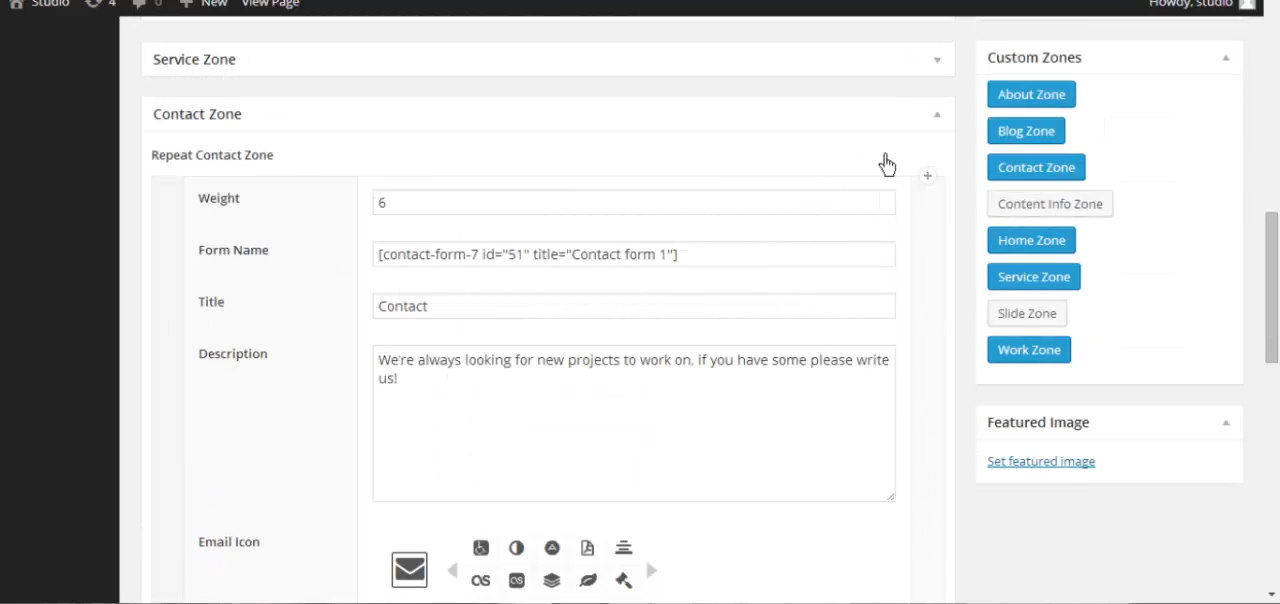 Studio 4 0 New View Page Howdy, studio
Service Zone
Contact Zone
Repeat Contact Zone
Weight
6
Form Name
[contact-form-7 id="51" title="Contact form 1"]
Title
Contact
Description
We're always looking for new projects to work on, if you have some please write
us!
Email Icon
Custom Zones
About Zone
Blog Zone
Contact Zone
Content Info Zone
Home Zone
Service Zone
Slide Zone
Work Zone
Featured Image
Set featured image